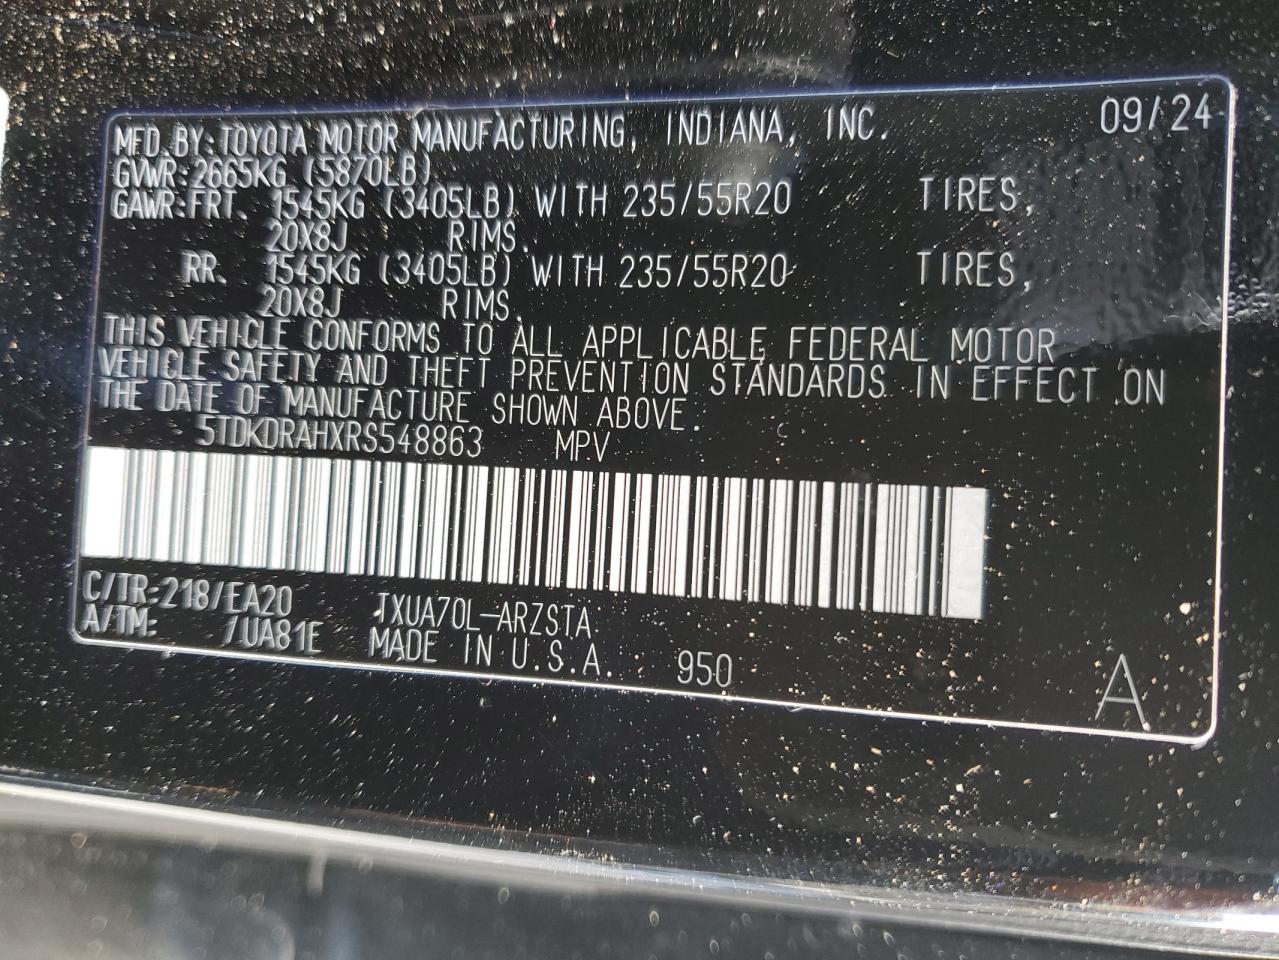 MFD.BY:TOYOTA MOTOR MANUFACTURING, INDIANA, INC. 09/24
GVWR:2665KG (5870LB)
GAWR:FRT. 1545KG (3405LB) WITH 235/55R20 TIRES,
20X8J RIMS.
RR. 1545KG (3405LB) WITH 235/55R20 TIRES,
20X8J RIMS.
THIS VEHICLE CONFORMS TO ALL APPLICABLE FEDERAL MOTOR
VEHICLE SAFETY AND THEFT PREVENTION STANDARDS IN EFFECT ON
THE DATE OF MANUFACTURE SHOWN ABOVE.
5TDKDRAHXRS548863 MPV
C/TR:218/EA20 TXUA70L-ARZSTA
A/TM: /UA81E MADE IN U.S.A. 950 A